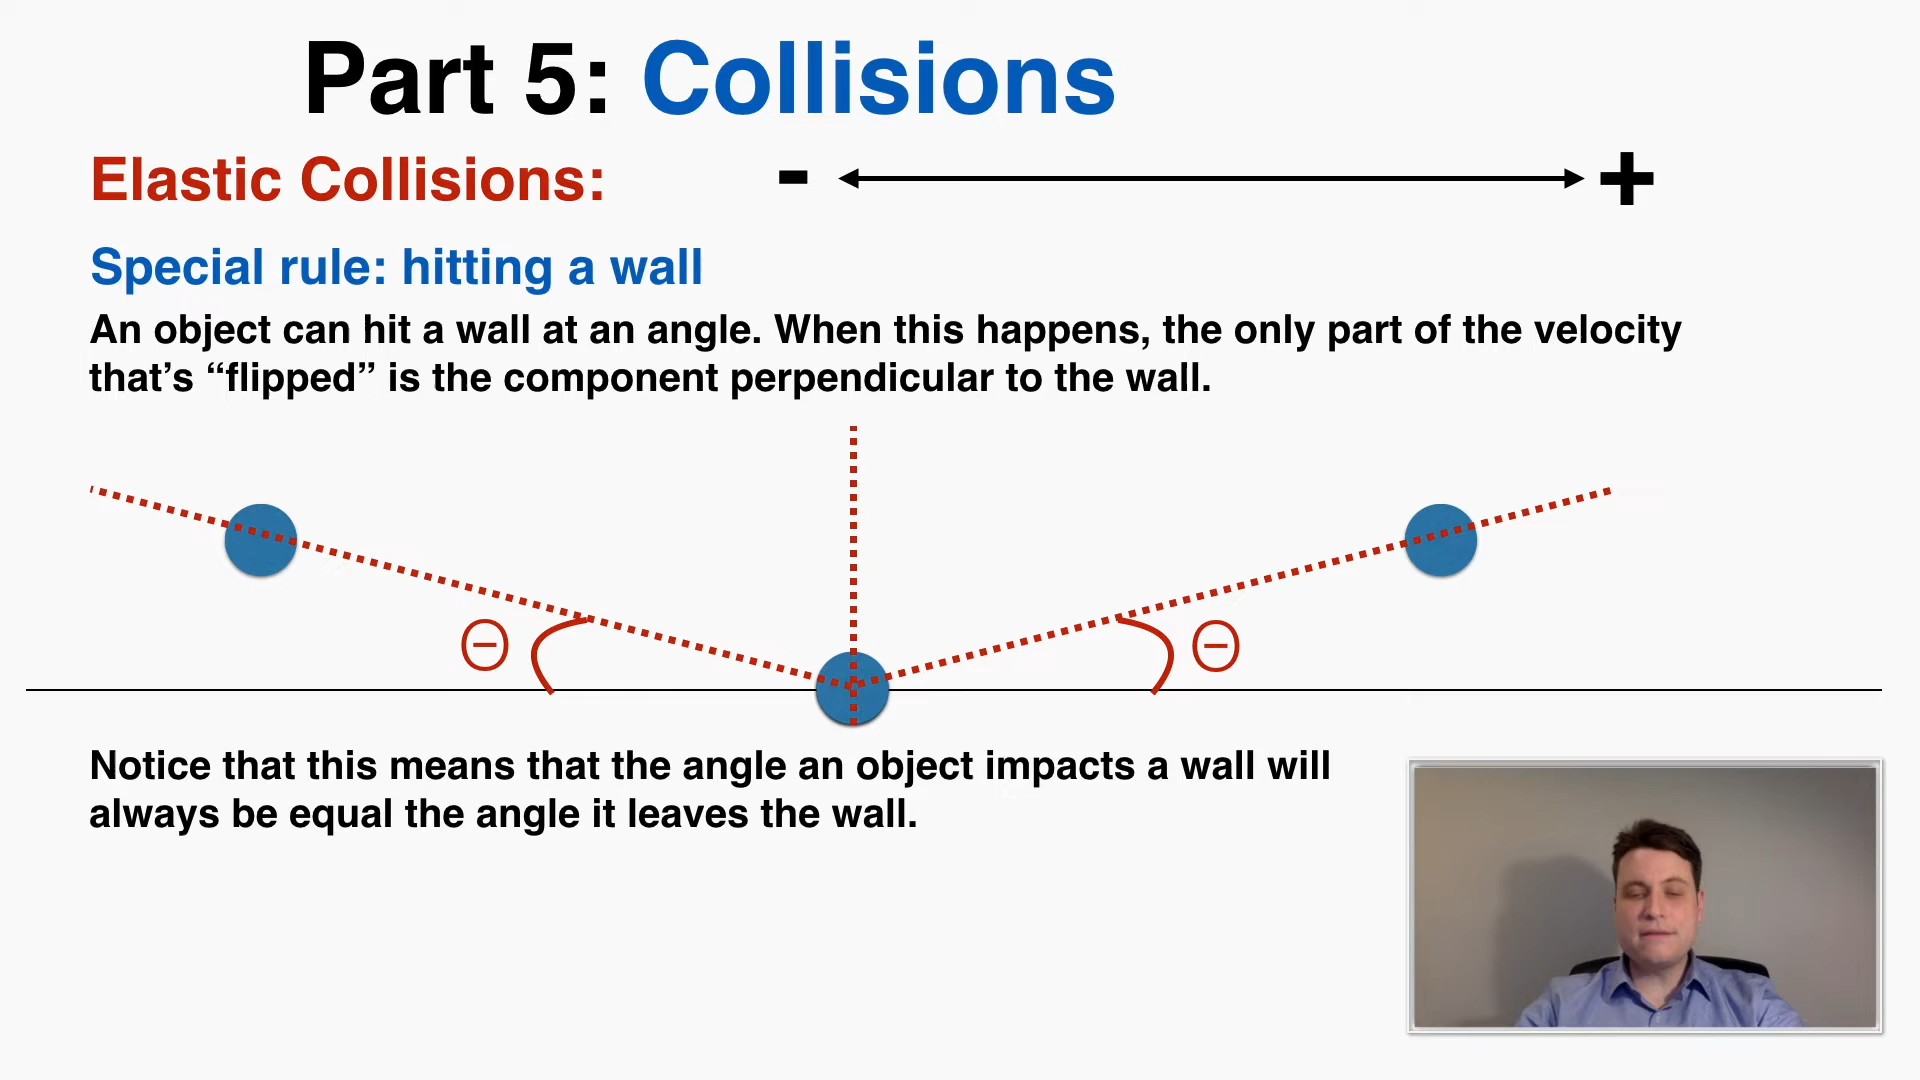 Part 5: Collisions
Elastic Collisions:
- +
Special rule: hitting a wall
An object can hit a wall at an angle. When this happens, the only part of the velocity
that’s “flipped” is the component perpendicular to the wall.
Θ Θ
Notice that this means that the angle an object impacts a wall will
always be equal the angle it leaves the wall.